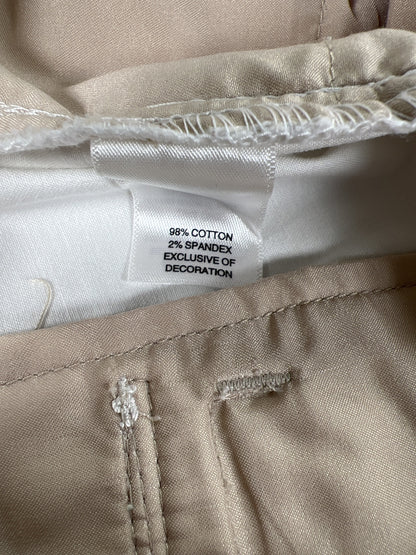 98% COTTON
2% SPANDEX
EXCLUSIVE OF
DECORATION